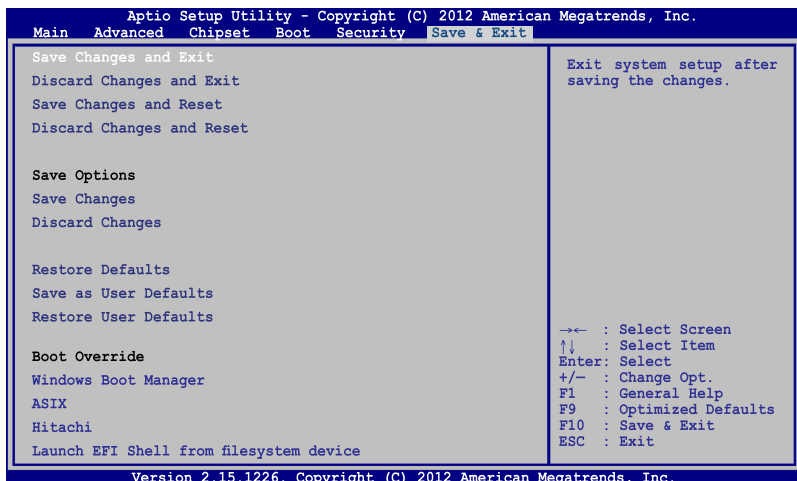 Aptio Setup Utility - Copyright (C) 2012 American Megatrends, Inc.
Main Advanced Chipset Boot Security Save & Exit
Save Changes and Exit
Discard Changes and Exit
Save Changes and Reset
Discard Changes and Reset
Save Options
Save Changes
Discard Changes
Restore Defaults
Save as User Defaults
Restore User Defaults
Boot Override
Windows Boot Manager
ASIX
Hitachi
Launch EFI Shell from filesystem device
Exit system setup after
saving the changes.
→← : Select Screen
↑↓ : Select Item
Enter: Select
+/— : Change Opt.
F1 : General Help
F9 : Optimized Defaults
F10 : Save & Exit
ESC : Exit
Version 2.15.1226. Copyright (C) 2012 American Megatrends, Inc.